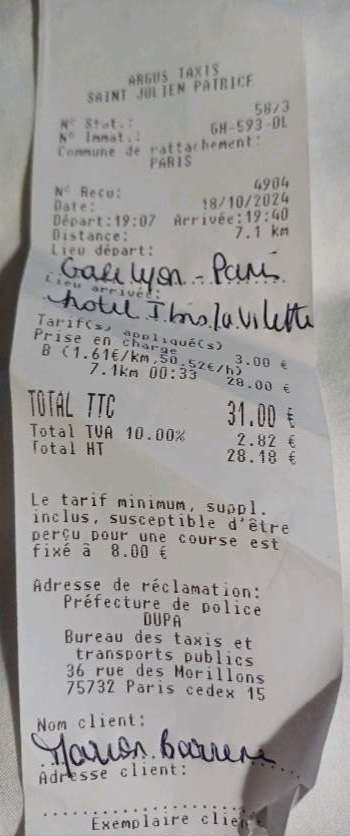 ARGUS TAXIS
SAINT JULIEN PATRICE
N° Stat.: 58/3
N° Immat.: GH-593-DL
Commune de rattachement:
PARIS
N° Recu: 4904
Date: 18/10/2024
Départ:19:07 Arrivée:19:40
Distance: 7.1 km
Lieu départ:
Gare Lyon - Paris
Lieu arrivée:
hotel Ibis la Villette
Tarif(s) appliqué(s)
Prise en charge 3.00 €
B (1.61€/km,50.52€/h)
7.1km 00:33 28.00 €
TOTAL TTC 31.00 €
Total TVA 10.00% 2.82 €
Total HT 28.18 €
Le tarif minimum, suppl.
inclus, susceptible d'être
perçu pour une course est
fixé à 8.00 €
Adresse de réclamation:
Préfecture de police
DUPA
Bureau des taxis et
transports publics
36 rue des Morillons
75732 Paris cedex 15
Nom client:
Marion
Adresse client:
Exemplaire client